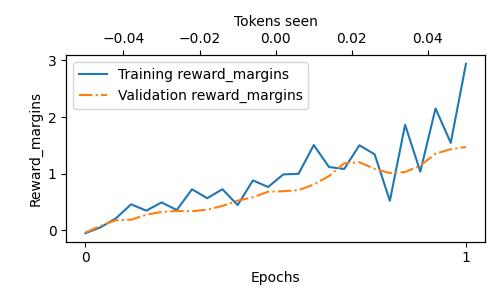 Tokens seen
−0.04 −0.02 0.00 0.02 0.04
3
Training reward_margins
Validation reward_margins
2
1
0
Reward_margins
0 1
Epochs